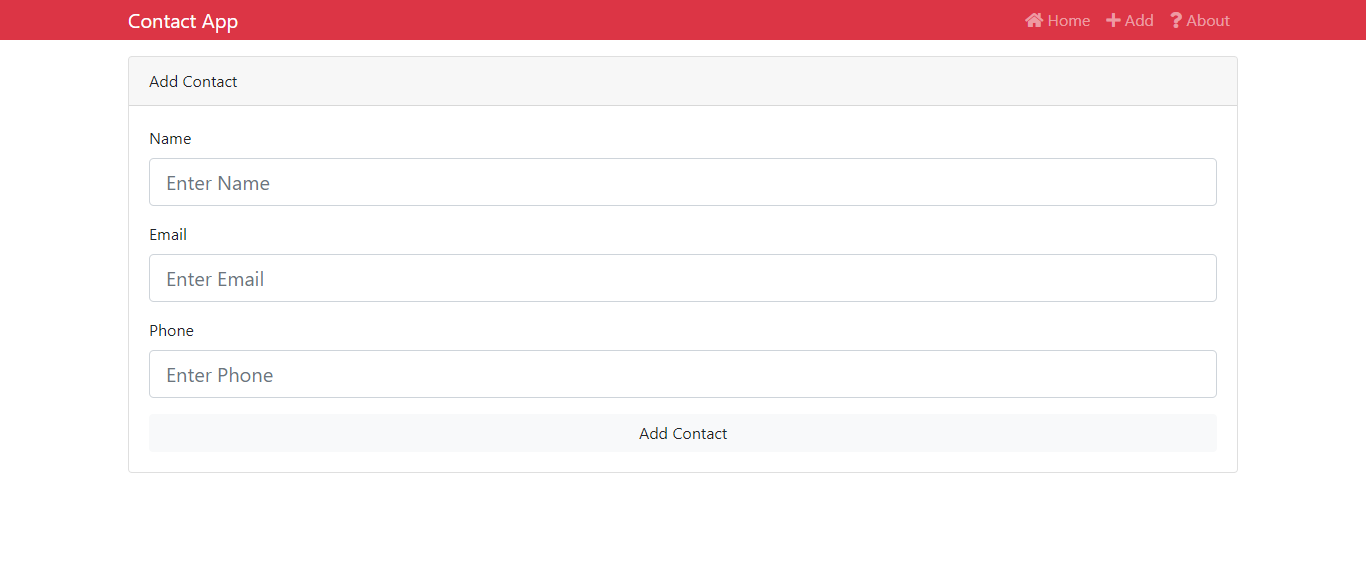 Contact App Home Add About
Add Contact
Name
Enter Name
Email
Enter Email
Phone
Enter Phone
Add Contact